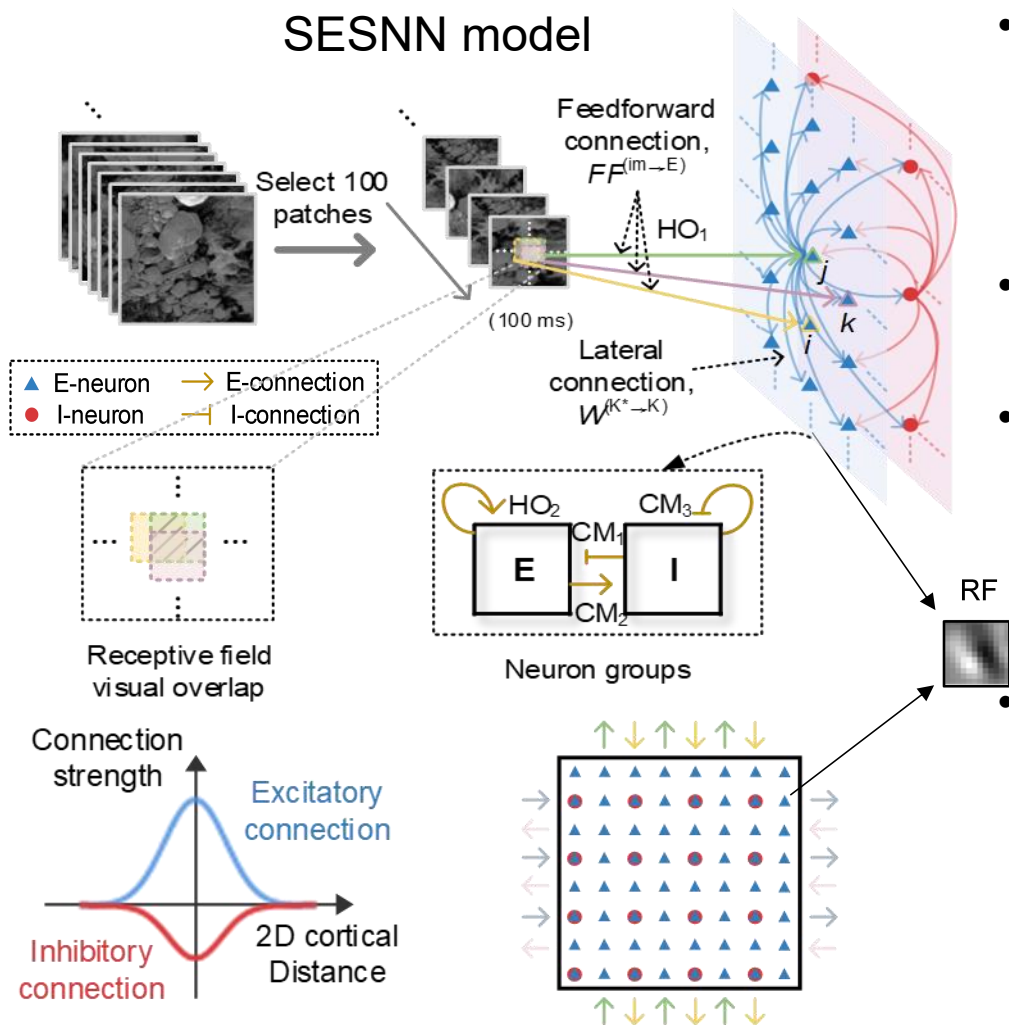 SESNN model
Feedforward
connection,
FF(im→E)
Select 100
patches
HO1
j
k
i
(100 ms)
Lateral
connection,
W(K*→K)
E-neuron
E-connection
I-neuron
I-connection
HO2
CM3
CM1
E
I
CM2
RF
Receptive field
visual overlap
Neuron groups
Connection
strength
Excitatory
connection
Inhibitory
connection
2D cortical
Distance